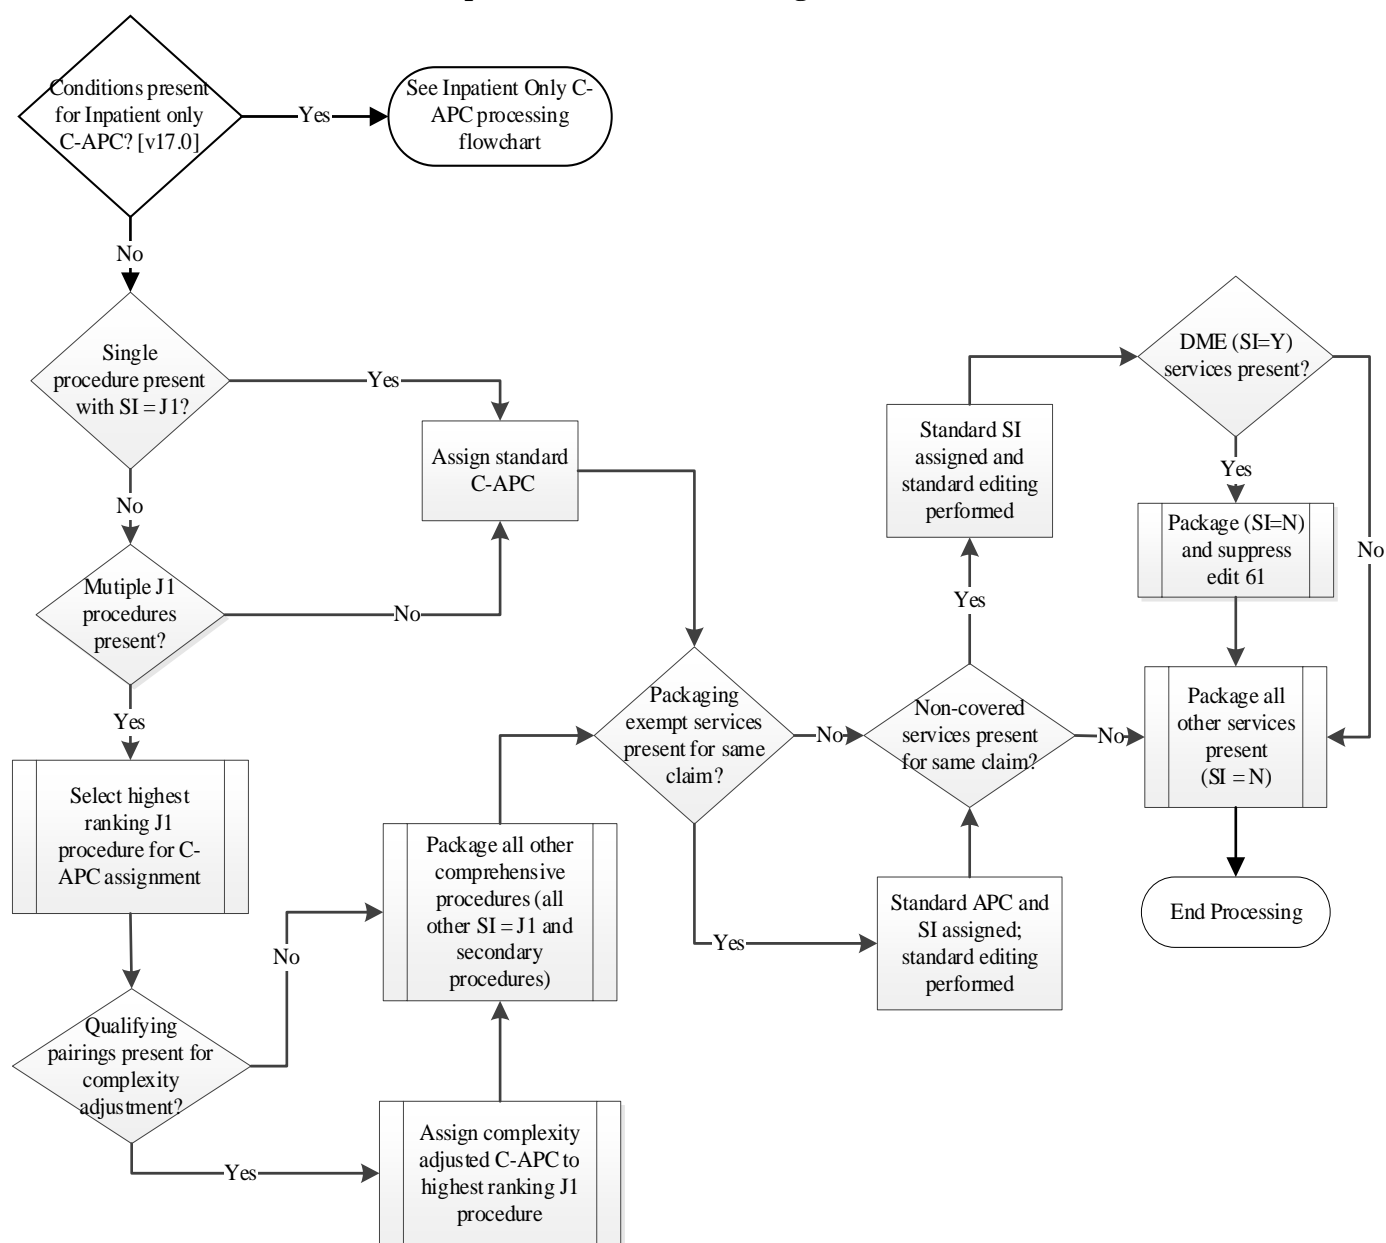 Conditions present
for Inpatient only
C-APC? [v17.0]
Yes
See Inpatient Only C-
APC processing
flowchart
No
Single
procedure present
with SI = J1?
Yes
Assign standard
C-APC
No
Mutiple J1
procedures
present?
No
Yes
Select highest
ranking J1
procedure for C-
APC assignment
Qualifying
pairings present for
complexity
adjustment?
No
Yes
Package all other
comprehensive
procedures (all
other SI = J1 and
secondary
procedures)
Assign complexity
adjusted C-APC to
highest ranking J1
procedure
Packaging
exempt services
present for same
claim?
No
Yes
Standard APC and
SI assigned;
standard editing
performed
Non-covered
services present
for same claim?
Yes
No
Standard SI
assigned and
standard editing
performed
DME (SI=Y)
services present?
Yes
No
Package (SI=N)
and suppress
edit 61
Package all
other services
present
(SI = N)
End Processing